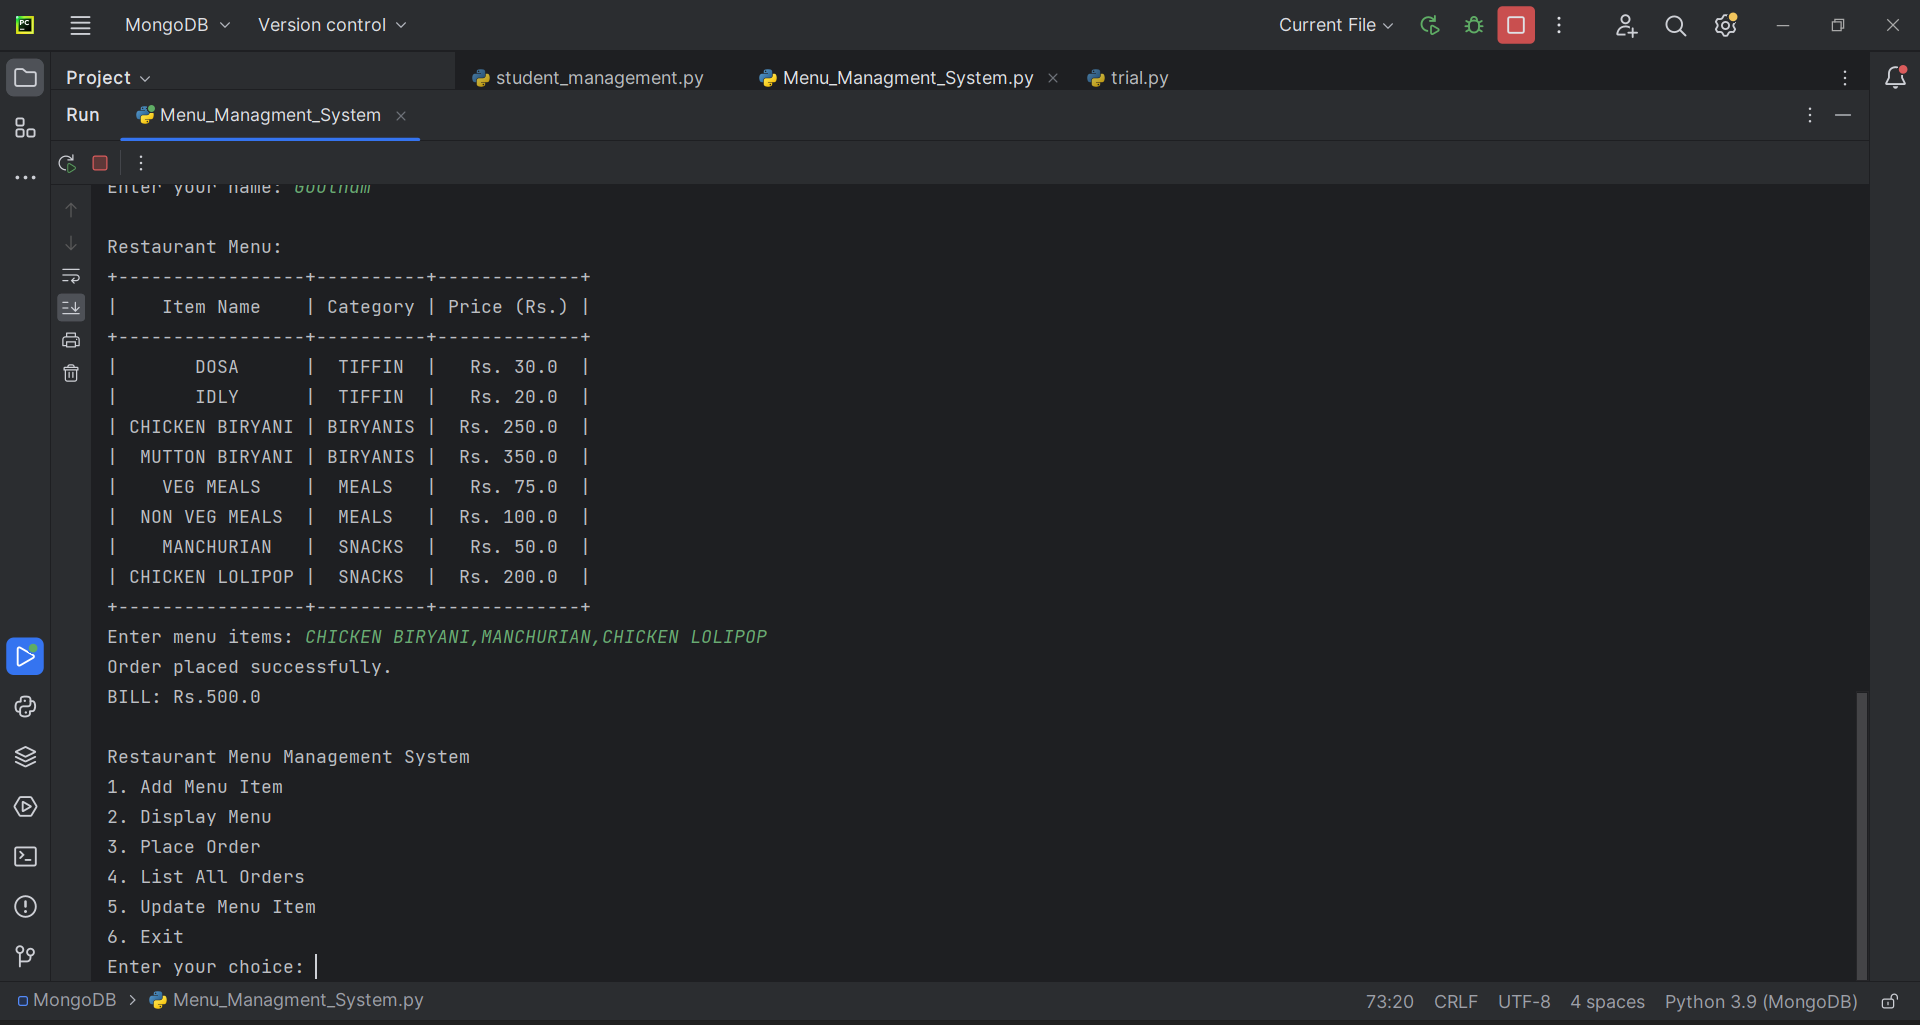 MongoDB Version control Current File
Project student_management.py Menu_Managment_System.py trial.py
Run Menu_Managment_System
Enter your name: Gootham
Restaurant Menu:
+-----------------+----------+-------------+
|    Item Name    | Category | Price (Rs.) |
+-----------------+----------+-------------+
|       DOSA      |  TIFFIN  |   Rs. 30.0  |
|       IDLY      |  TIFFIN  |   Rs. 20.0  |
| CHICKEN BIRYANI | BIRYANIS |  Rs. 250.0  |
|  MUTTON BIRYANI | BIRYANIS |  Rs. 350.0  |
|    VEG MEALS    |  MEALS   |   Rs. 75.0  |
|  NON VEG MEALS  |  MEALS   |  Rs. 100.0  |
|    MANCHURIAN   |  SNACKS  |   Rs. 50.0  |
| CHICKEN LOLIPOP |  SNACKS  |  Rs. 200.0  |
+-----------------+----------+-------------+
Enter menu items: CHICKEN BIRYANI,MANCHURIAN,CHICKEN LOLIPOP
Order placed successfully.
BILL: Rs.500.0
Restaurant Menu Management System
1. Add Menu Item
2. Display Menu
3. Place Order
4. List All Orders
5. Update Menu Item
6. Exit
Enter your choice:
MongoDB > Menu_Managment_System.py 73:20 CRLF UTF-8 4 spaces Python 3.9 (MongoDB)